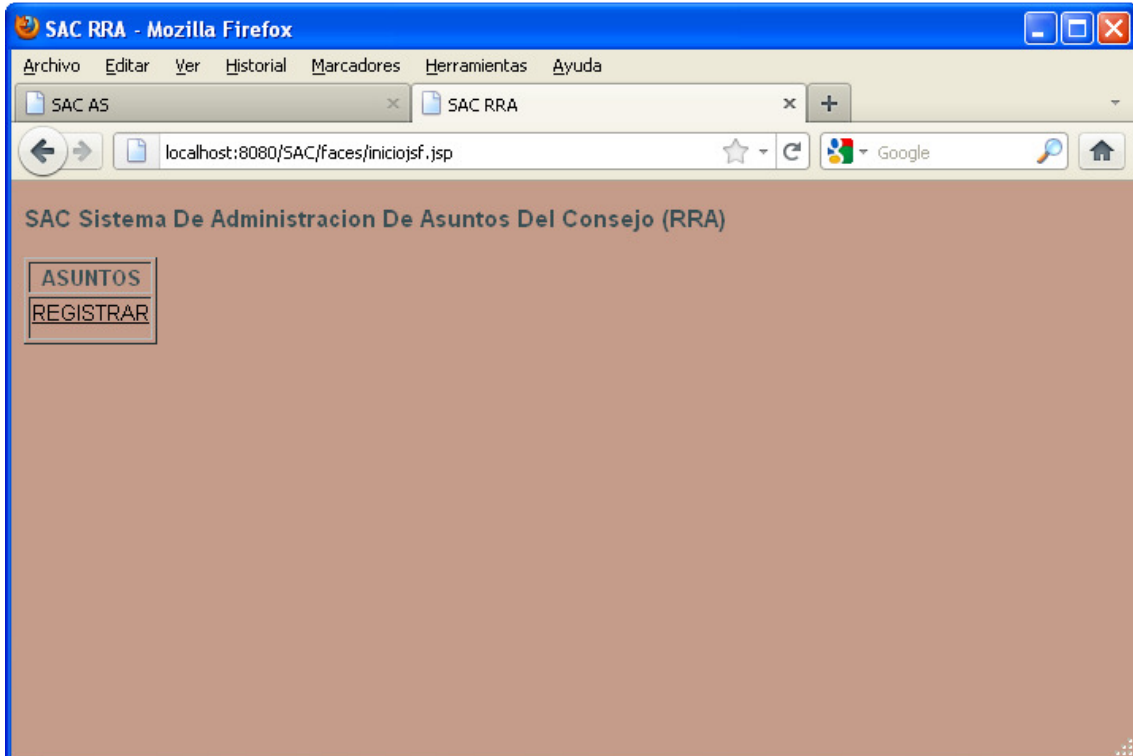 SAC RRA - Mozilla Firefox
Archivo Editar Ver Historial Marcadores Herramientas Ayuda
SAC AS
SAC RRA
localhost:8080/SAC/faces/iniciojsf.jsp
Google
SAC Sistema De Administracion De Asuntos Del Consejo (RRA)
ASUNTOS
REGISTRAR